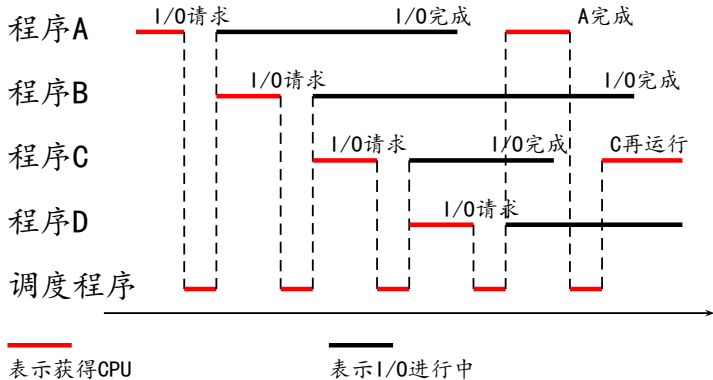 I/O请求 I/O完成 A完成
程序A
I/O请求 I/O完成
程序B
I/O请求 I/O完成 C再运行
程序C
I/O请求
程序D
调度程序
表示获得CPU 表示I/O进行中